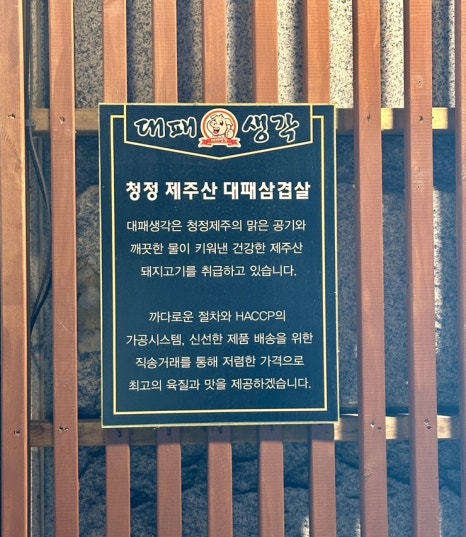 대패 생각
청정 제주산 대패삼겹살
대패생각은 청정제주의 맑은 공기와
깨끗한 물이 키워낸 건강한 제주산
돼지고기를 취급하고 있습니다.
까다로운 절차와 HACCP의
가공시스템, 신선한 제품 배송을 위한
직송거래를 통해 저렴한 가격으로
최고의 육질과 맛을 제공하겠습니다.